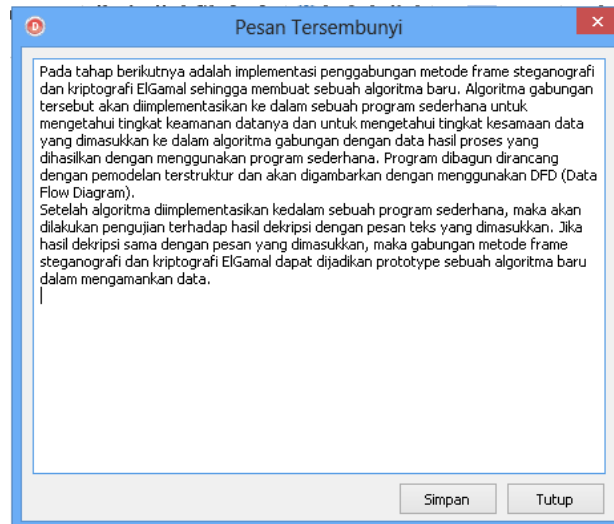 Pesan Tersembunyi
Pada tahap berikutnya adalah implementasi penggabungan metode frame steganografi
dan kriptografi ElGamal sehingga membuat sebuah algoritma baru. Algoritma gabungan
tersebut akan diimplementasikan ke dalam sebuah program sederhana untuk
mengetahui tingkat keamanan datanya dan untuk mengetahui tingkat kesamaan data
yang dimasukkan ke dalam algoritma gabungan dengan data hasil proses yang
dihasilkan dengan menggunakan program sederhana. Program dibagun dirancang
dengan pemodelan terstruktur dan akan digambarkan dengan menggunakan DFD (Data
Flow Diagram).
Setelah algoritma diimplementasikan kedalam sebuah program sederhana, maka akan
dilakukan pengujian terhadap hasil dekripsi dengan pesan teks yang dimasukkan. Jika
hasil dekripsi sama dengan pesan yang dimasukkan, maka gabungan metode frame
steganografi dan kriptografi ElGamal dapat dijadikan prototype sebuah algoritma baru
dalam mengamankan data.
Simpan Tutup